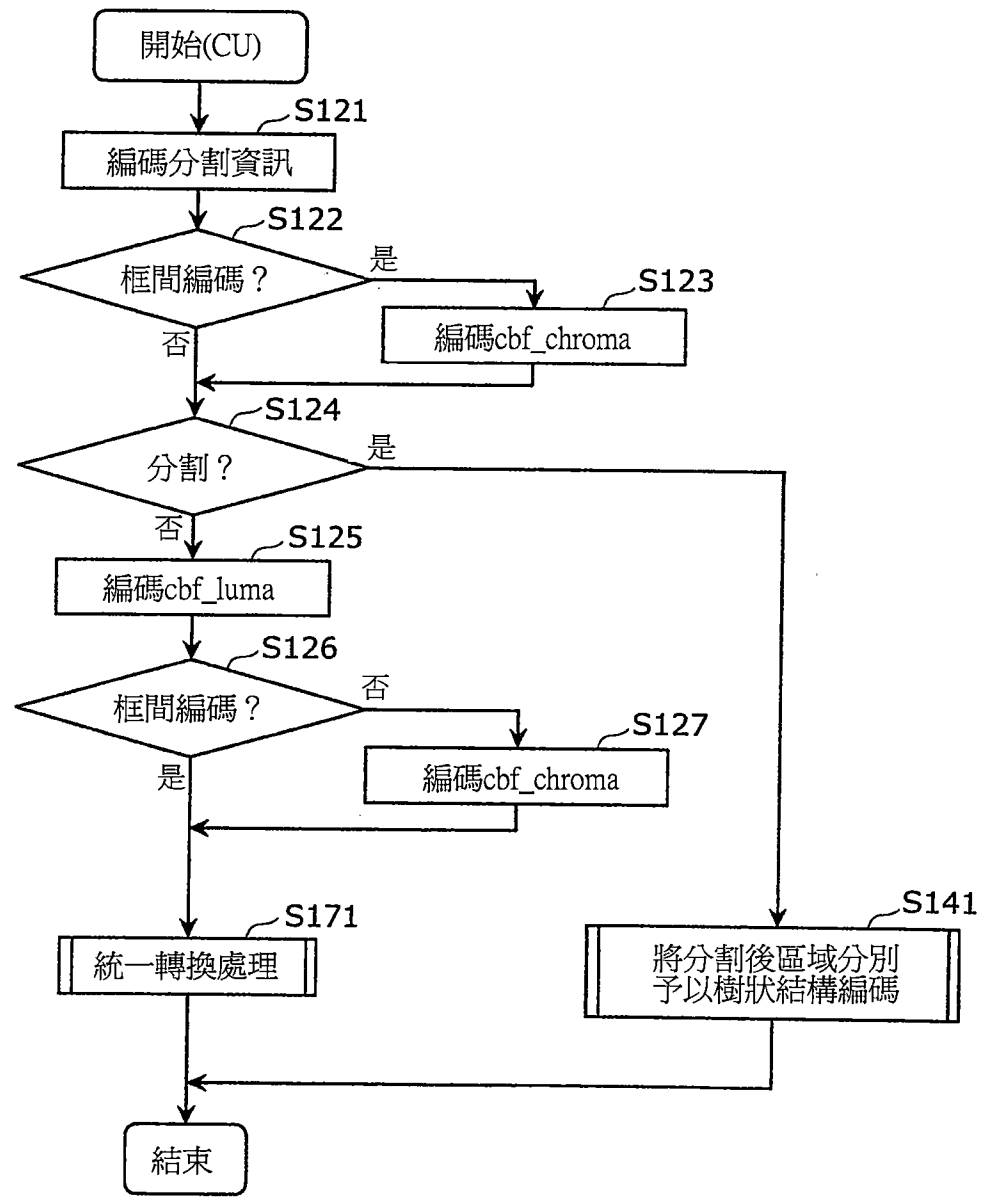 開始(CU)
S121
編碼分割資訊
S122
框間編碼？
是
否
S123
編碼cbf_chroma
S124
分割？
是
否
S125
編碼cbf_luma
S126
框間編碼？
否
是
S127
編碼cbf_chroma
S171
統一轉換處理
S141
將分割後區域分別
予以樹狀結構編碼
結束